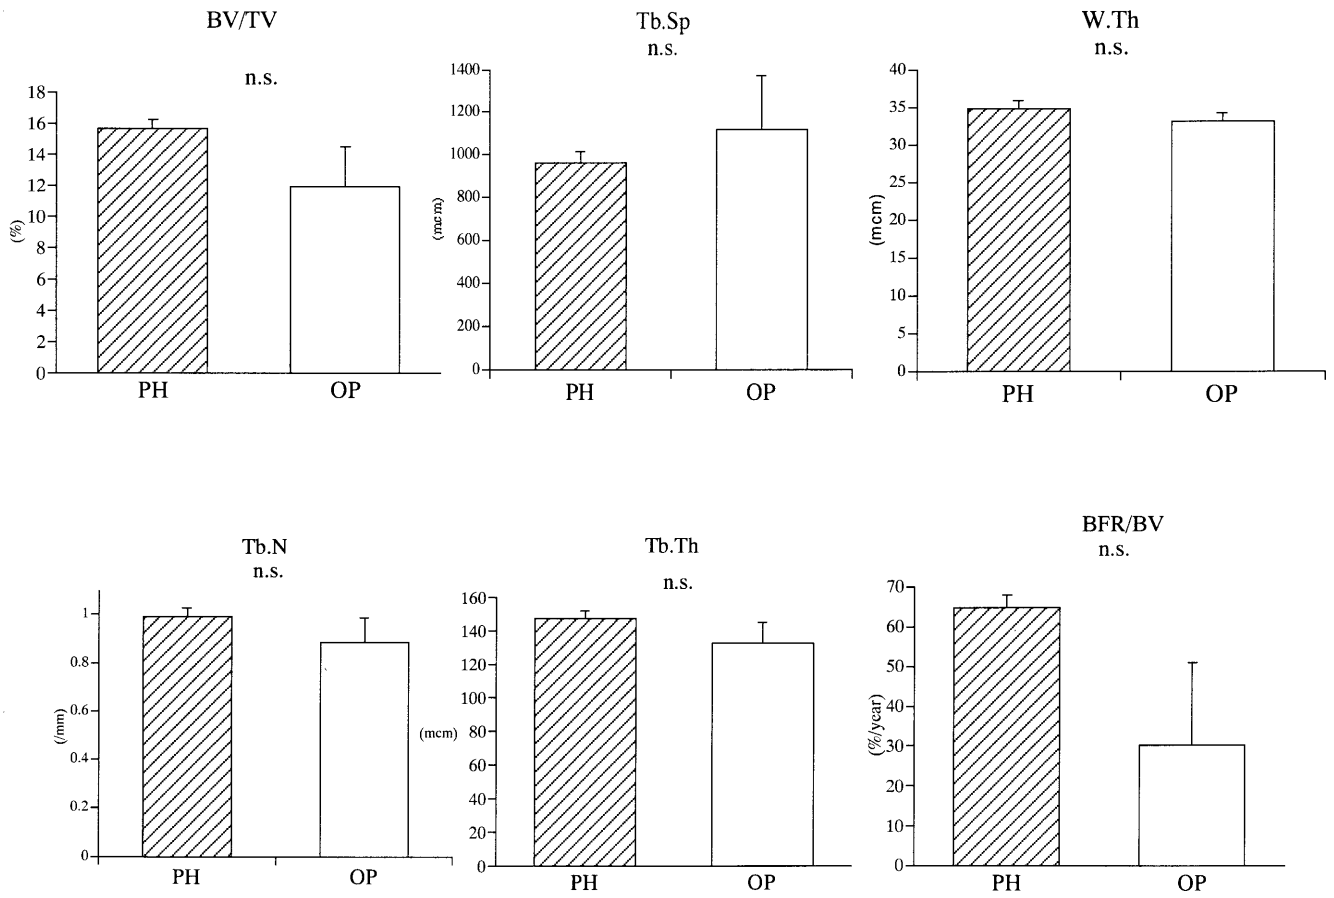 BV/TV
n.s.
18
16
14
12
10
8
6
4
2
0
(%)
PH OP
Tb.Sp
n.s.
1400
1200
1000
800
600
400
200
0
(mcm)
PH OP
W.Th
n.s.
40
35
30
25
20
15
10
5
0
(mcm)
PH OP
Tb.N
n.s.
1
0.8
0.6
0.4
0.2
0
(/mm)
PH OP
Tb.Th
n.s.
160
140
120
100
80
60
40
20
0
(mcm)
PH OP
BFR/BV
n.s.
70
60
50
40
30
20
10
0
(%/year)
PH OP